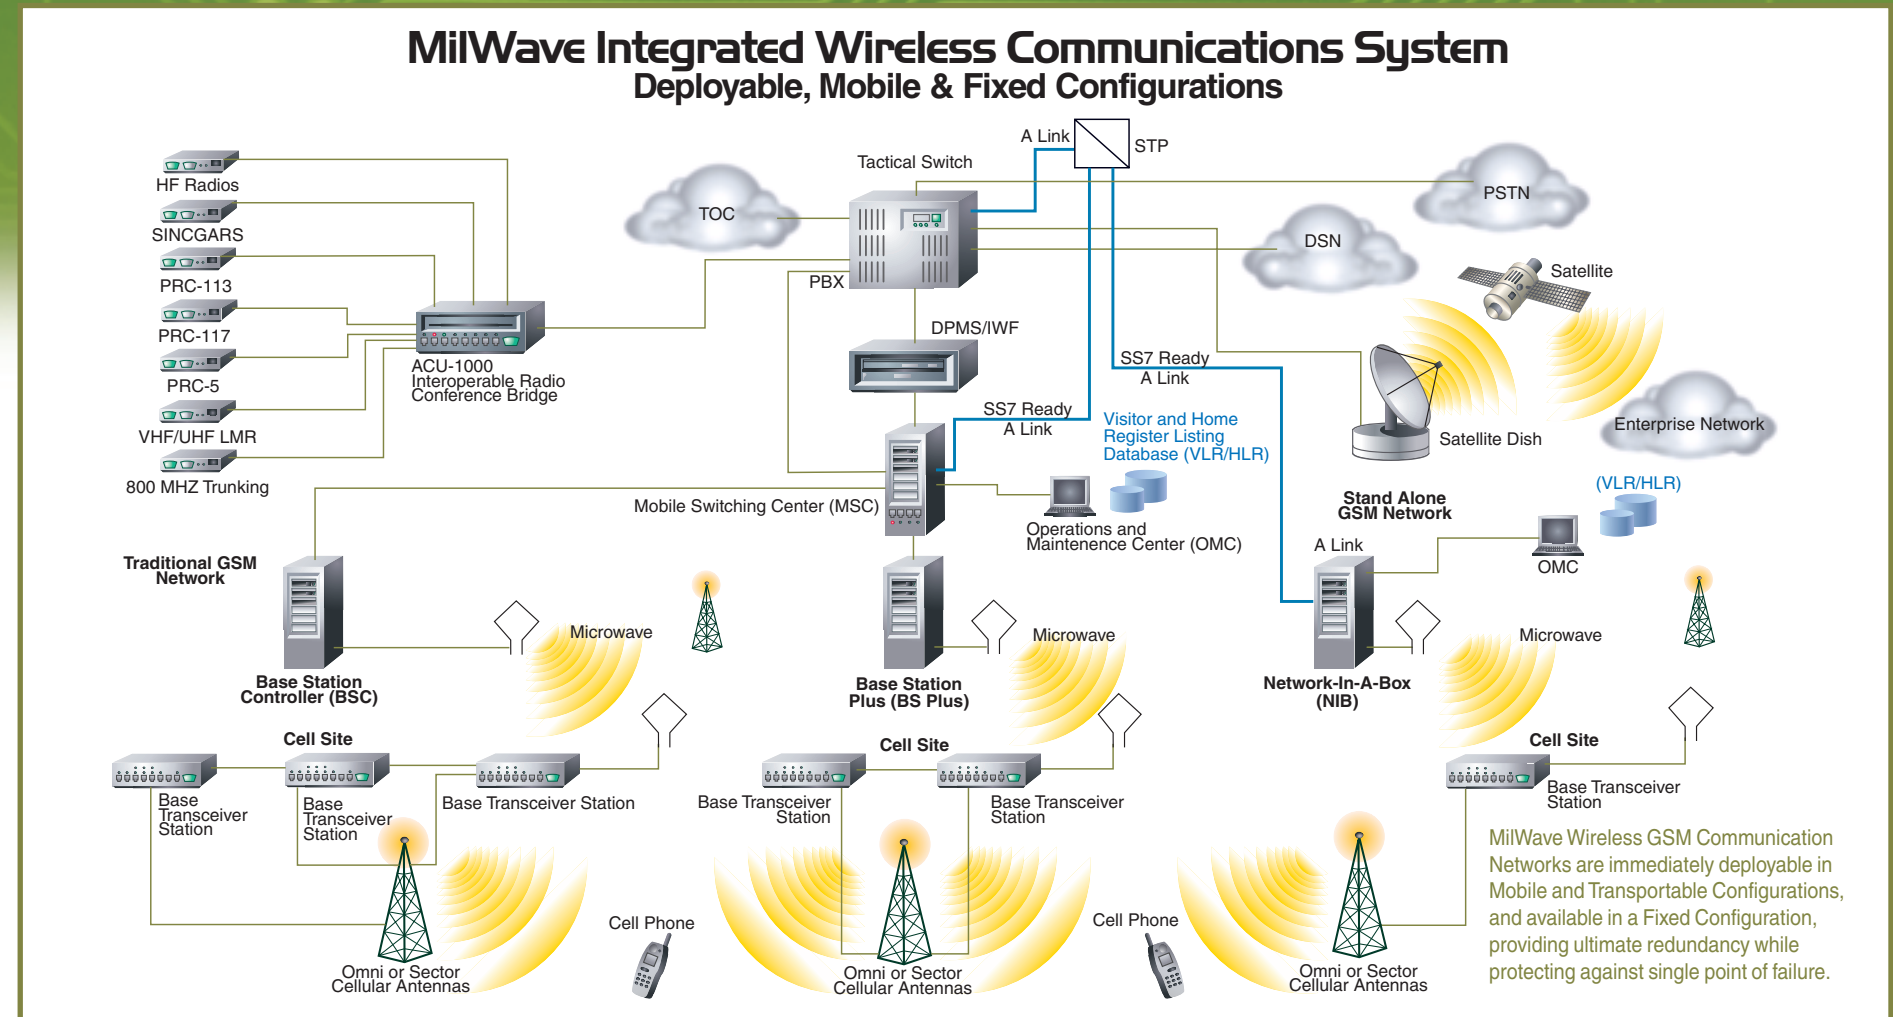 MilWave Integrated Wireless Communications System
Deployable, Mobile & Fixed Configurations
A Link
STP
Tactical Switch
HF Radios
SINCGARS
PRC-113
PRC-117
PRC-5
VHF/UHF LMR
800 MHZ Trunking
TOC
PSTN
DSN
PBX
Satellite
DPMS/IWF
ACU-1000
Interoperable Radio
Conference Bridge
SS7 Ready
A Link
SS7 Ready
A Link
Visitor and Home
Register Listing
Database (VLR/HLR)
Satellite Dish
Enterprise Network
Mobile Switching Center (MSC)
Operations and
Maintenence Center (OMC)
Stand Alone
GSM Network
(VLR/HLR)
A Link
OMC
Traditional GSM
Network
Microwave
Microwave
Microwave
Base Station
Controller (BSC)
Base Station
Plus (BS Plus)
Network-In-A-Box
(NIB)
Cell Site
Cell Site
Cell Site
Base
Transceiver
Station
Base
Transceiver
Station
Base Transceiver Station
Base Transceiver
Station
Base Transceiver
Station
Base Transceiver
Station
MilWave Wireless GSM Communication
Networks are immediately deployable in
Mobile and Transportable Configurations,
and available in a Fixed Configuration,
providing ultimate redundancy while
protecting against single point of failure.
Cell Phone
Cell Phone
Omni or Sector
Cellular Antennas
Omni or Sector
Cellular Antennas
Omni or Sector
Cellular Antennas